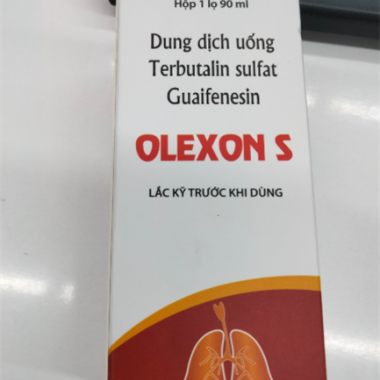 Hộp 1 lọ 90 ml
Dung dịch uống
Terbutalin sulfat
Guaifenesin
OLEXON S
LẮC KỸ TRƯỚC KHI DÙNG